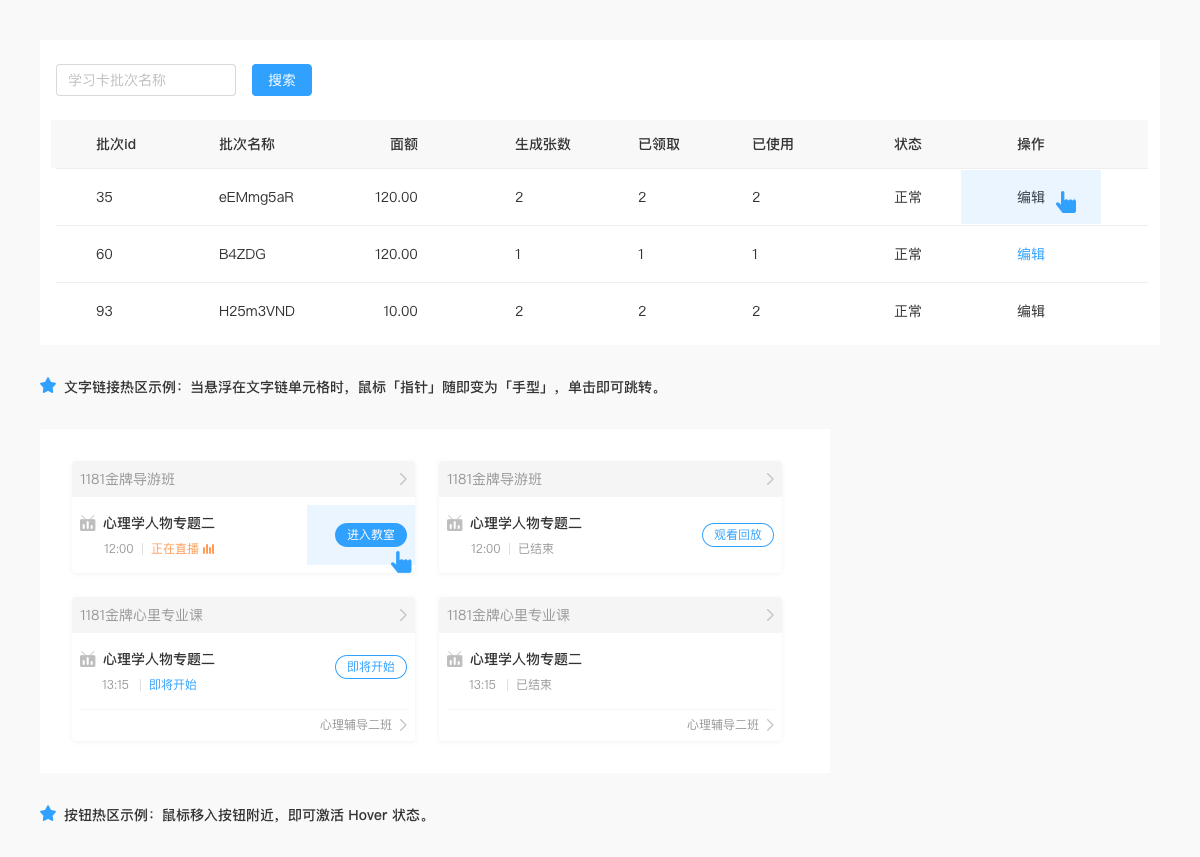 学习卡批次名称 搜索
批次id 批次名称 面额 生成张数 已领取 已使用 状态 操作
35 eEMmg5aR 120.00 2 2 2 正常 编辑
60 B4ZDG 120.00 1 1 1 正常 编辑
93 H25m3VND 10.00 2 2 2 正常 编辑
文字链接热区示例：当悬浮在文字链单元格时，鼠标「指针」随即变为「手型」，单击即可跳转。
1181金牌导游班
心理学人物专题二
12:00 正在直播
进入教室
1181金牌导游班
心理学人物专题二
12:00 已结束
观看回放
1181金牌心里专业课
心理学人物专题二
13:15 即将开始
即将开始
心理辅导二班
1181金牌心里专业课
心理学人物专题二
13:15 已结束
心理辅导二班
按钮热区示例：鼠标移入按钮附近，即可激活 Hover 状态。